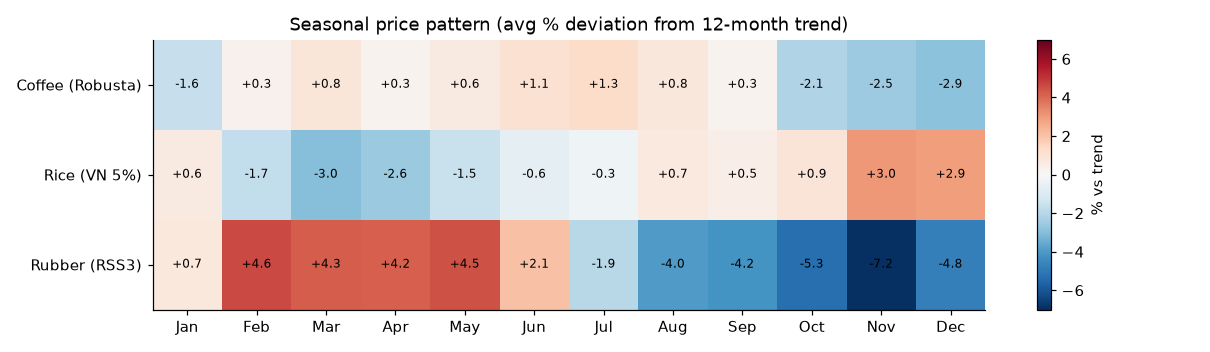 Seasonal price pattern (avg % deviation from 12-month trend)
Coffee (Robusta) -1.6 +0.3 +0.8 +0.3 +0.6 +1.1 +1.3 +0.8 +0.3 -2.1 -2.5 -2.9
Rice (VN 5%) +0.6 -1.7 -3.0 -2.6 -1.5 -0.6 -0.3 +0.7 +0.5 +0.9 +3.0 +2.9
Rubber (RSS3) +0.7 +4.6 +4.3 +4.2 +4.5 +2.1 -1.9 -4.0 -4.2 -5.3 -7.2 -4.8
Jan Feb Mar Apr May Jun Jul Aug Sep Oct Nov Dec
6
4
2
0
−2
−4
−6
% vs trend